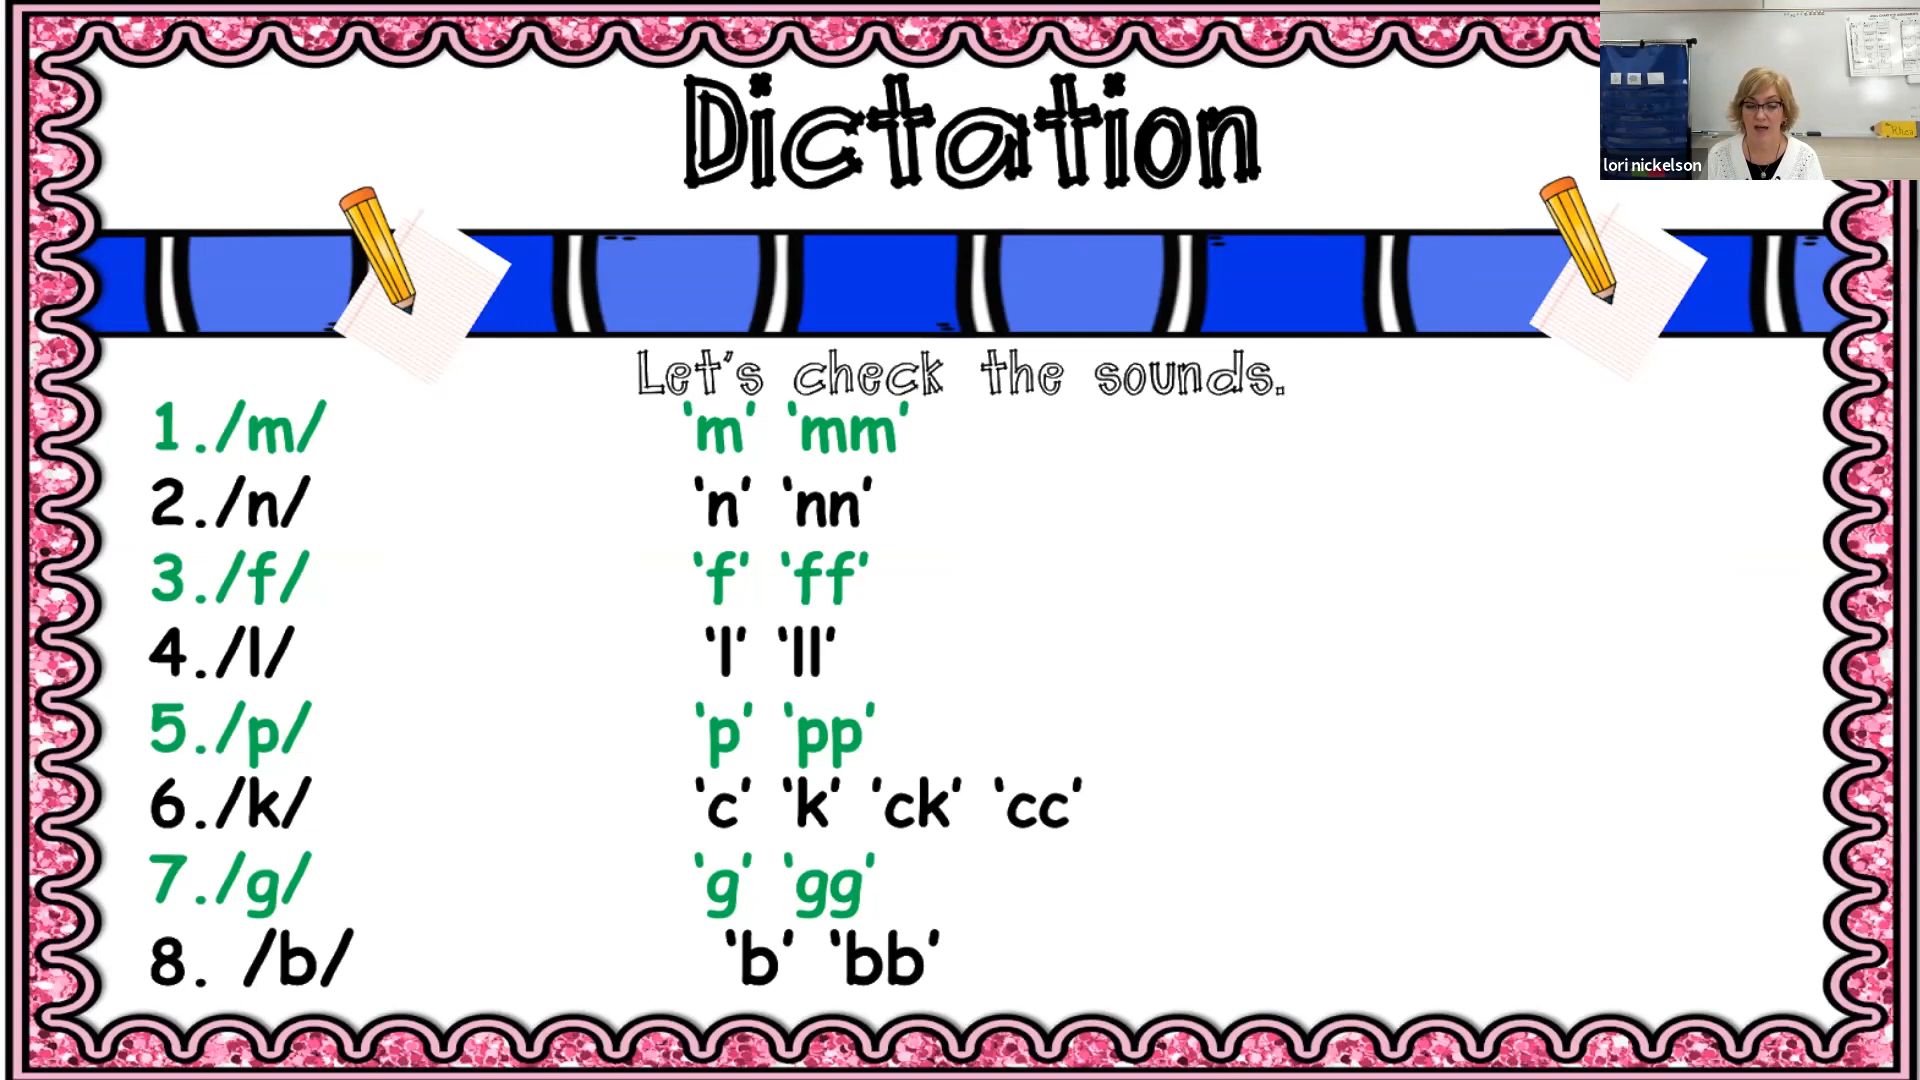 Dictation
Rhea
lori nickelson
Let's check the sounds.
1. /m/ 'm' 'mm'
2. /n/ 'n' 'nn'
3. /f/ 'f' 'ff'
4. /l/ 'l' 'll'
5. /p/ 'p' 'pp'
6. /k/ 'c' 'k' 'ck' 'cc'
7. /g/ 'g' 'gg'
8. /b/ 'b' 'bb'